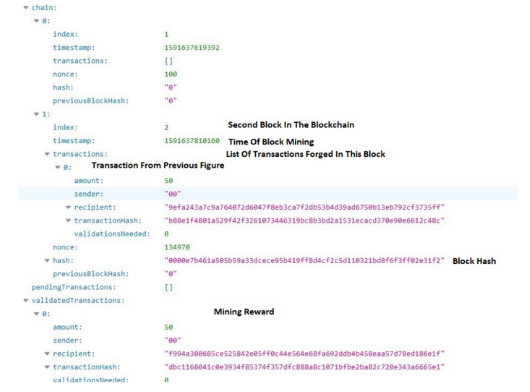 ▼ chain:
▼ 0:
index: 1
timestamp: 1591637619392
transactions: []
nonce: 100
hash: "0"
previousBlockHash: "0"
▼ 1:
index: 2 Second Block In The Blockchain
timestamp: 1591637810160 Time Of Block Mining
▼ transactions: List Of Transactions Forged In This Block
▼ 0: Transaction From Previous Figure
amount: 50
sender: "00"
▼ recipient: "9efa243a7c9a764072d6047f8eb3ca7f2db53b4d39ad6750b13eb792cf3735ff"
▼ transactionHash: "b88e1f4801a529f42f3261073446319bc8b3bd2a1531ecacd370e90e6612c48c"
validationsNeeded: 0
nonce: 134970
▼ hash: "0000e7b461a505b59a33dcece95b419ff8d4cf2c5d110321bd8f6f3ff02e31f2" Block Hash
previousBlockHash: "0"
pendingTransactions: []
▼ validatedTransactions:
▼ 0: Mining Reward
amount: 50
sender: "00"
▼ recipient: "f994a380685ce525842e05ff0c44e564e68fa692ddb4b458eaa57d78ed186e1f"
▼ transactionHash: "dbc1168041c0e3934f85374f357dfc888a8c1071bfbe2ba82c720e343a6665e1"
validationsNeeded: 0